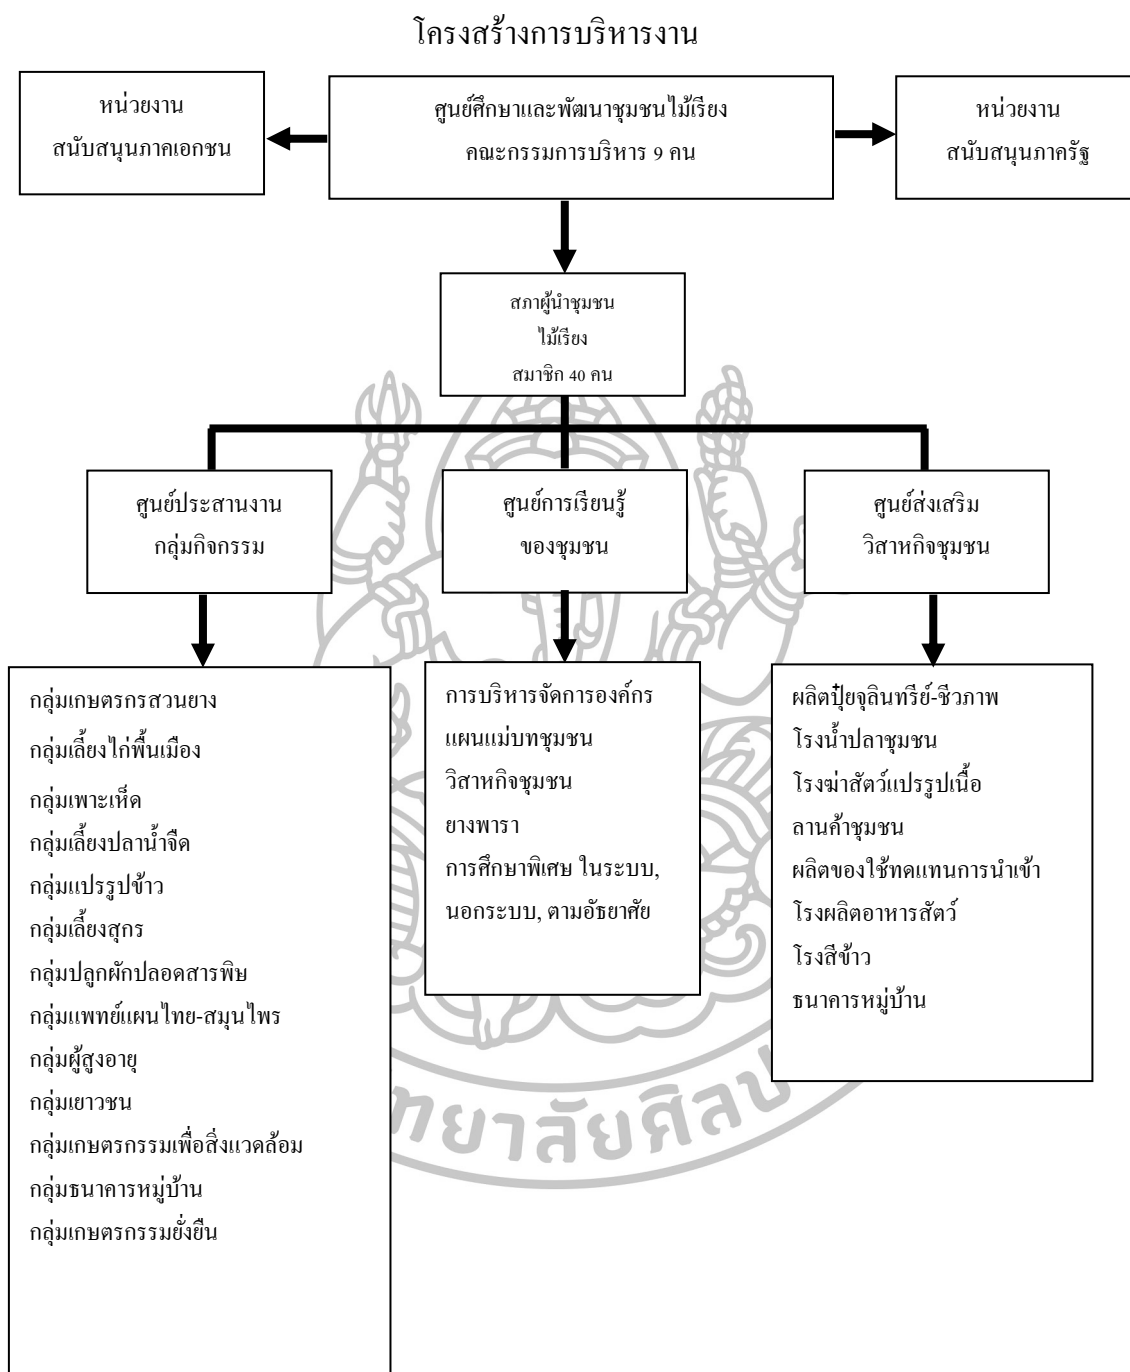 โครงสร้างการบริหารงาน
หน่วยงาน
สนับสนุนภาคเอกชน
ศูนย์ศึกษาและพัฒนาชุมชนไม้เรียง
คณะกรรมการบริหาร 9 คน
หน่วยงาน
สนับสนุนภาครัฐ
สภาผู้นำชุมชน
ไม้เรียง
สมาชิก 40 คน
ศูนย์ประสานงาน
กลุ่มกิจกรรม
ศูนย์การเรียนรู้
ของชุมชน
ศูนย์ส่งเสริม
วิสาหกิจชุมชน
กลุ่มเกษตรกรสวนยาง
กลุ่มเลี้ยงไก่พื้นเมือง
กลุ่มเพาะเห็ด
กลุ่มเลี้ยงปลาน้ำจืด
กลุ่มแปรรูปข้าว
กลุ่มเลี้ยงสุกร
กลุ่มปลูกผักปลอดสารพิษ
กลุ่มแพทย์แผนไทย-สมุนไพร
กลุ่มผู้สูงอายุ
กลุ่มเยาวชน
กลุ่มเกษตรกรรมเพื่อสิ่งแวดล้อม
กลุ่มธนาคารหมู่บ้าน
กลุ่มเกษตรกรรมยั่งยืน
การบริหารจัดการองค์กร
แผนแม่บทชุมชน
วิสาหกิจชุมชน
ยางพารา
การศึกษาพิเศษ ในระบบ,
นอกระบบ, ตามอัธยาศัย
ผลิตปุ๋ยจุลินทรีย์-ชีวภาพ
โรงน้ำปลาชุมชน
โรงฆ่าสัตว์แปรรูปเนื้อ
ลานค้าชุมชน
ผลิตของใช้ทดแทนการนำเข้า
โรงผลิตอาหารสัตว์
โรงสีข้าว
ธนาคารหมู่บ้าน
ทยาลัยศิลป